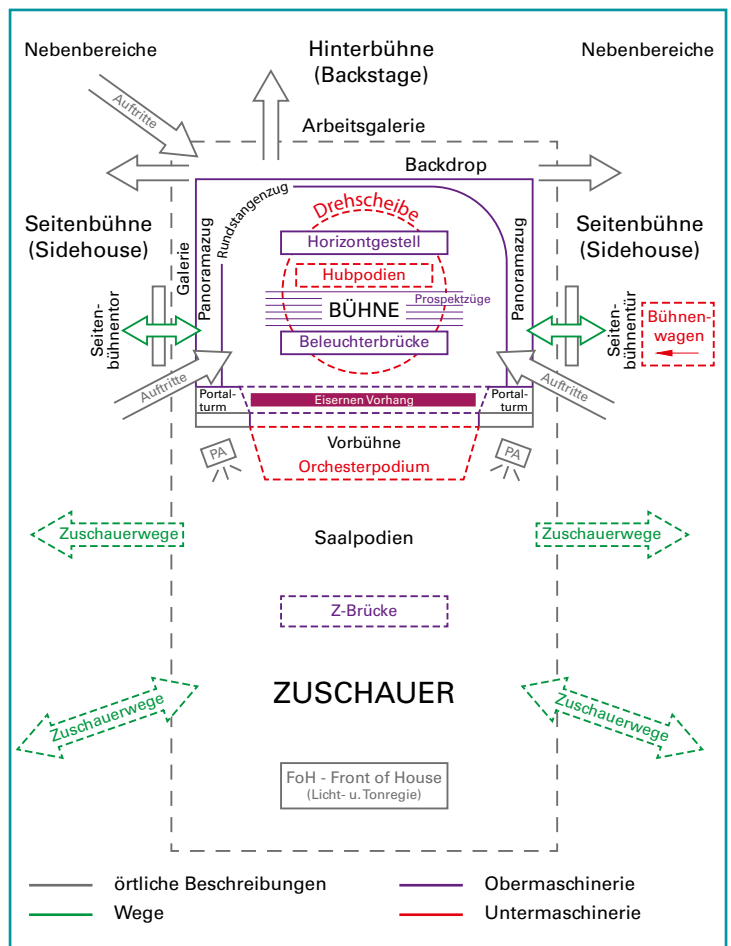 Nebenbereiche
Hinterbühne
(Backstage)
Nebenbereiche
Auftritte
Arbeitsgalerie
Backdrop
Seitenbühne
(Sidehouse)
Galerie
Panoramazug
Rundstangenzug
Drehscheibe
Horizontgestell
Hubpodien
BÜHNE
Prospektzüge
Beleuchterbrücke
Panoramazug
Seitenbühne
(Sidehouse)
Seiten-
bühnentor
Seiten-
bühnentür
Bühnen-
wagen
Auftritte
Auftritte
Portal-
turm
Eisernen Vorhang
Portal-
turm
PA
Vorbühne
PA
Orchesterpodium
Zuschauerwege
Saalpodien
Zuschauerwege
Z-Brücke
ZUSCHAUER
Zuschauerwege
Zuschauerwege
FoH - Front of House
(Licht- u. Tonregie)
örtliche Beschreibungen
Obermaschinerie
Wege
Untermaschinerie